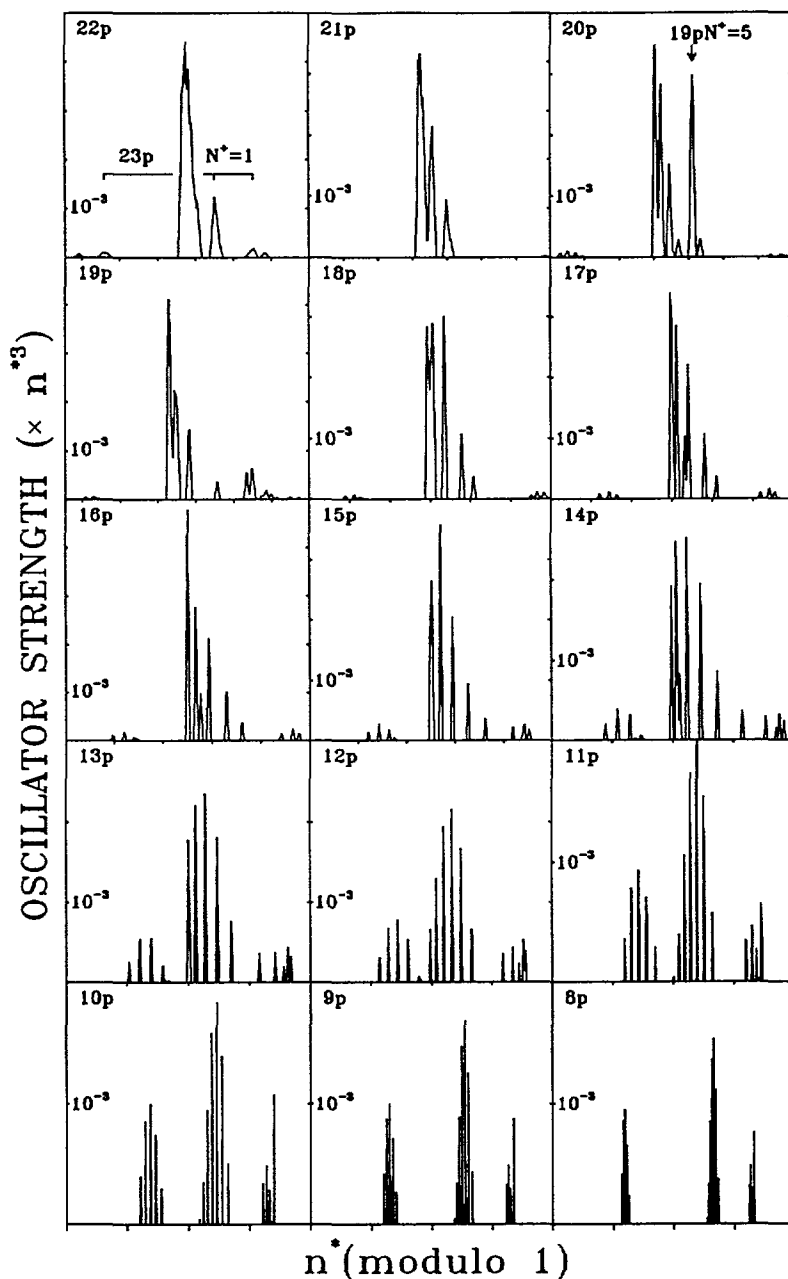 22p
21p
20p
19pN⁺=5
23p
N⁺=1
10⁻³
10⁻³
10⁻³
19p
18p
17p
10⁻³
10⁻³
10⁻³
16p
15p
14p
10⁻³
10⁻³
10⁻³
13p
12p
11p
10⁻³
10⁻³
10⁻³
10p
9p
8p
10⁻³
10⁻³
10⁻³
OSCILLATOR STRENGTH (× n*³)
n*(modulo 1)